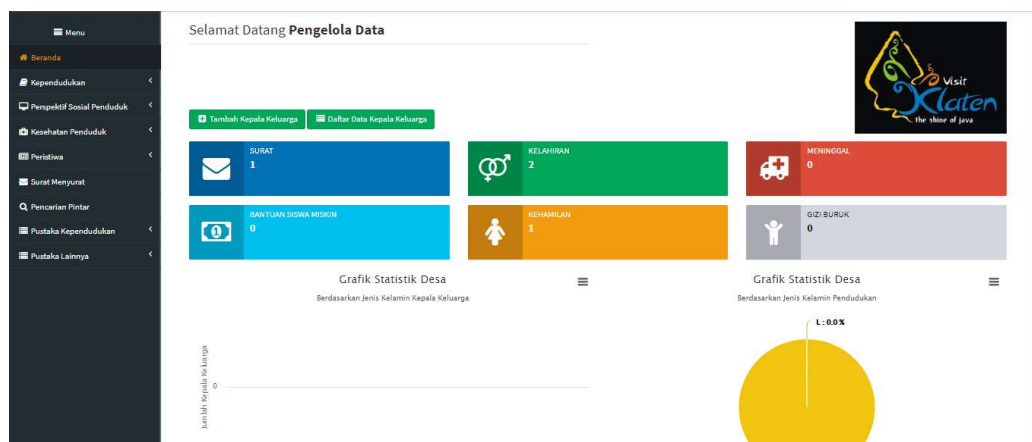 Menu
Beranda
Kependudukan
Perspektif Sosial Penduduk
Kesehatan Penduduk
Peristiwa
Surat Menyurat
Pencarian Pintar
Pustaka Kependudukan
Pustaka Lainnya
Selamat Datang Pengelola Data
Visit
Klaten
the shine of java
Tambah Kepala Keluarga
Daftar Data Kepala Keluarga
SURAT
1
KELAHIRAN
2
MENINGGAL
0
BANTUAN SISWA MISKIN
0
KEHAMILAN
1
GIZI BURUK
0
Grafik Statistik Desa
Berdasarkan Jenis Kelamin Kepala Keluarga
Jumlah Kepala Keluarga
0
Grafik Statistik Desa
Berdasarkan Jenis Kelamin Pendudukan
L : 0.0 %